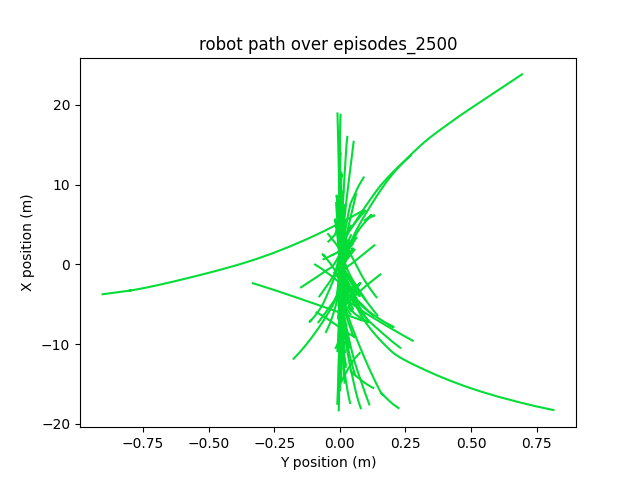 robot path over episodes_2500
20
10
0
−10
−20
X position (m)
−0.75 −0.50 −0.25 0.00 0.25 0.50 0.75
Y position (m)